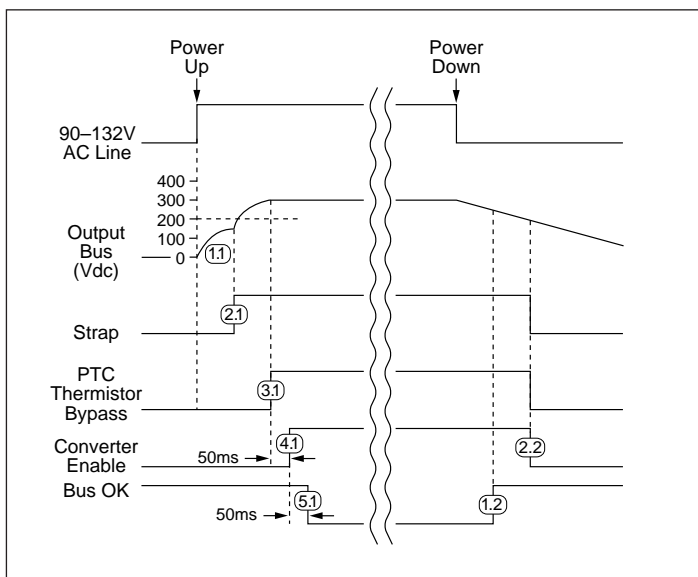 Power
Up
Power
Down
90–132V
AC Line
400
300
200
100
0
Output
Bus
(Vdc)
1.1
2.1
Strap
PTC
Thermistor
Bypass
3.1
Converter
Enable
4.1
2.2
50ms
Bus OK
5.1
1.2
50ms